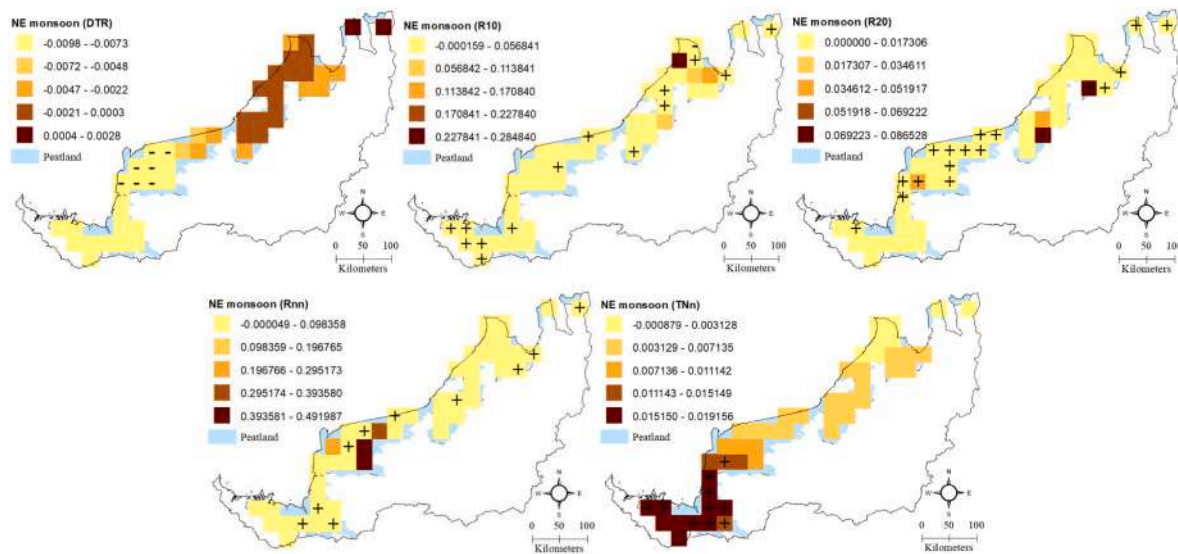 NE monsoon (DTR)
-0.0098 - -0.0073
-0.0072 - -0.0048
-0.0047 - -0.0022
-0.0021 - 0.0003
0.0004 - 0.0028
Peatland
N
W E
S
0 50 100
Kilometers
NE monsoon (R10)
-0.000159 - 0.056841
0.056842 - 0.113841
0.113842 - 0.170840
0.170841 - 0.227840
0.227841 - 0.284840
Peatland
N
W E
S
0 50 100
Kilometers
NE monsoon (R20)
0.000000 - 0.017306
0.017307 - 0.034611
0.034612 - 0.051917
0.051918 - 0.069222
0.069223 - 0.086528
Peatland
N
W E
S
0 50 100
Kilometers
NE monsoon (Rnn)
-0.000049 - 0.098358
0.098359 - 0.196765
0.196766 - 0.295173
0.295174 - 0.393580
0.393581 - 0.491987
Peatland
N
W E
S
0 50 100
Kilometers
NE monsoon (TNn)
-0.000879 - 0.003128
0.003129 - 0.007135
0.007136 - 0.011142
0.011143 - 0.015149
0.015150 - 0.019156
Peatland
N
W E
S
0 50 100
Kilometers